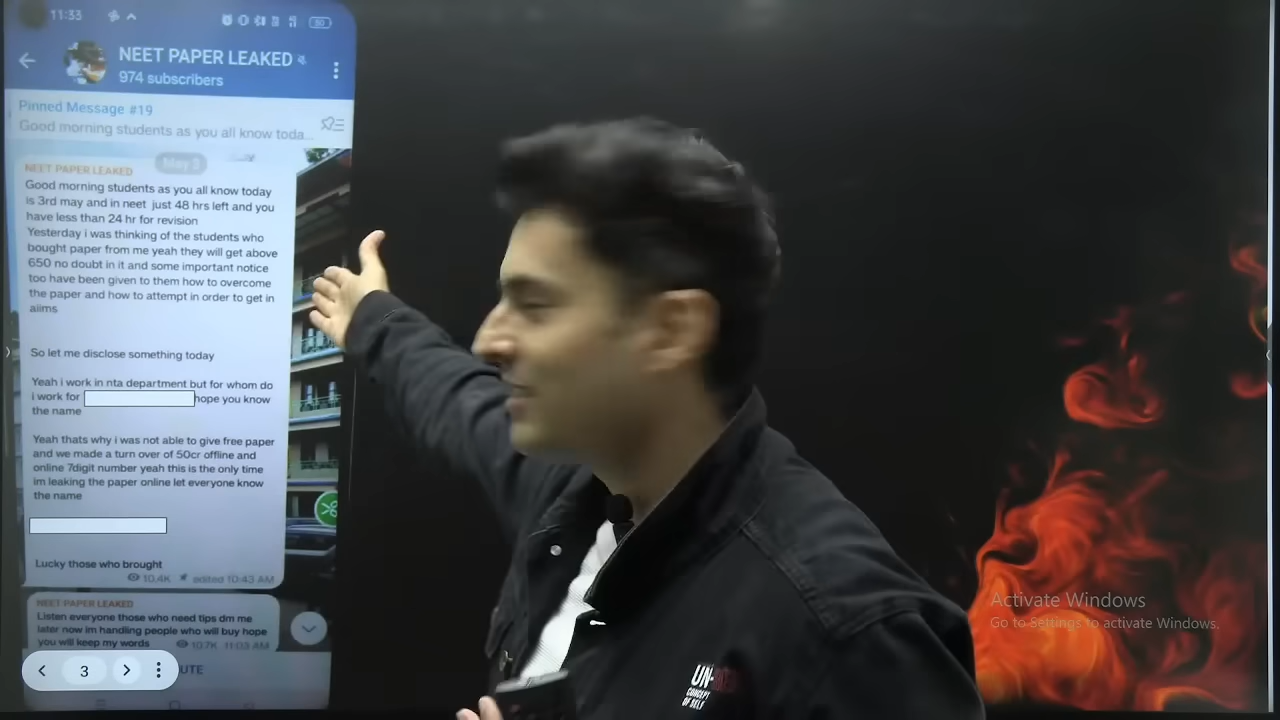 11:33
80
NEET PAPER LEAKED
974 subscribers
Pinned Message #19
Good morning students as you all know toda...
May 3
NEET PAPER LEAKED
Good morning students as you all know today
is 3rd may and in neet just 48 hrs left and you
have less than 24 hr for revision
Yesterday i was thinking of the students who
bought paper from me yeah they will get above
650 no doubt in it and some important notice
too have been given to them how to overcome
the paper and how to attempt in order to get in
aiims
So let me disclose something today
Yeah i work in nta department but for whom do
i work for hope you know
the name
Yeah thats why i was not able to give free paper
and we made a turn over of 50cr offline and
online 7digit number yeah this is the only time
im leaking the paper online let everyone know
the name
Lucky those who brought
10.4K edited 10:43 AM
NEET PAPER LEAKED
Listen everyone those who need tips dm me
later now im handling people who will buy hope
you will keep my words
10.7K 11:03 AM
3
UTE
UN-
CONCEPT
OF SELF
Activate Windows
Go to Settings to activate Windows.